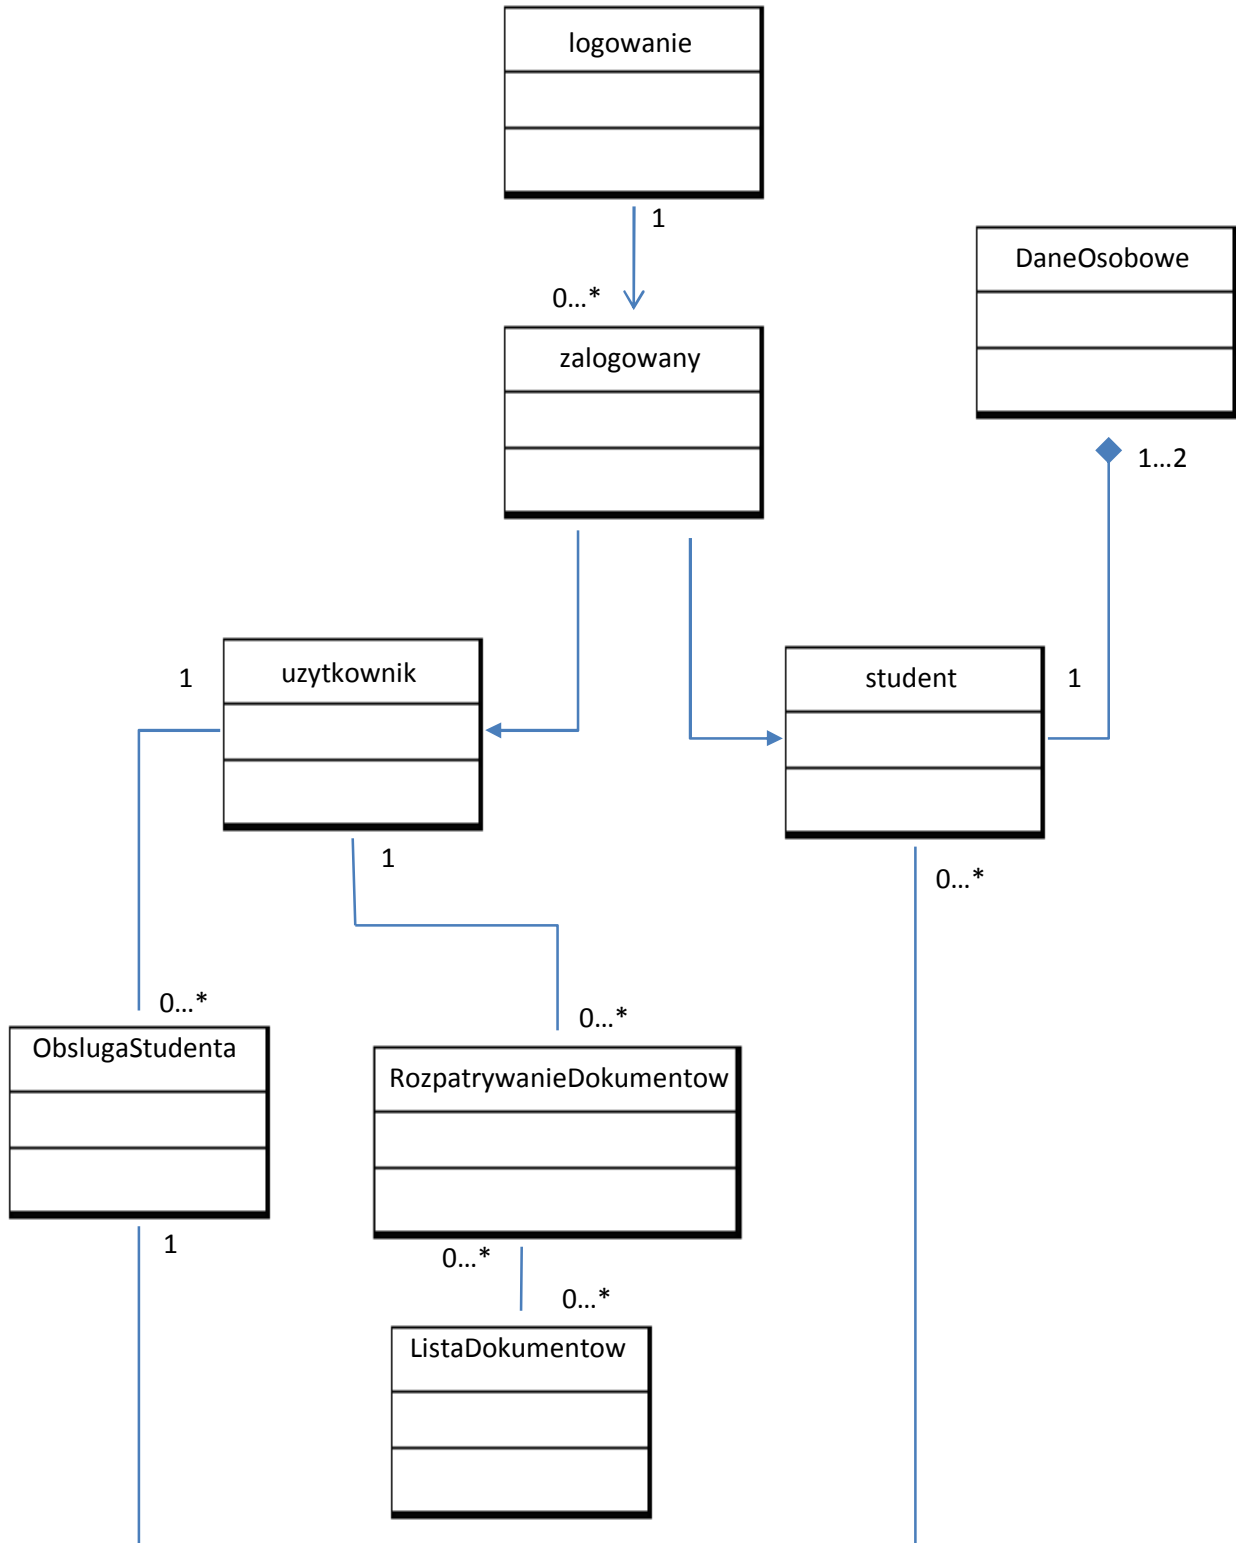 logowanie
1
DaneOsobowe
0...*
zalogowany
1...2
1
uzytkownik
student
1
1
0...*
0...*
0...*
ObslugaStudenta
RozpatrywanieDokumentow
1
0...*
0...*
ListaDokumentow